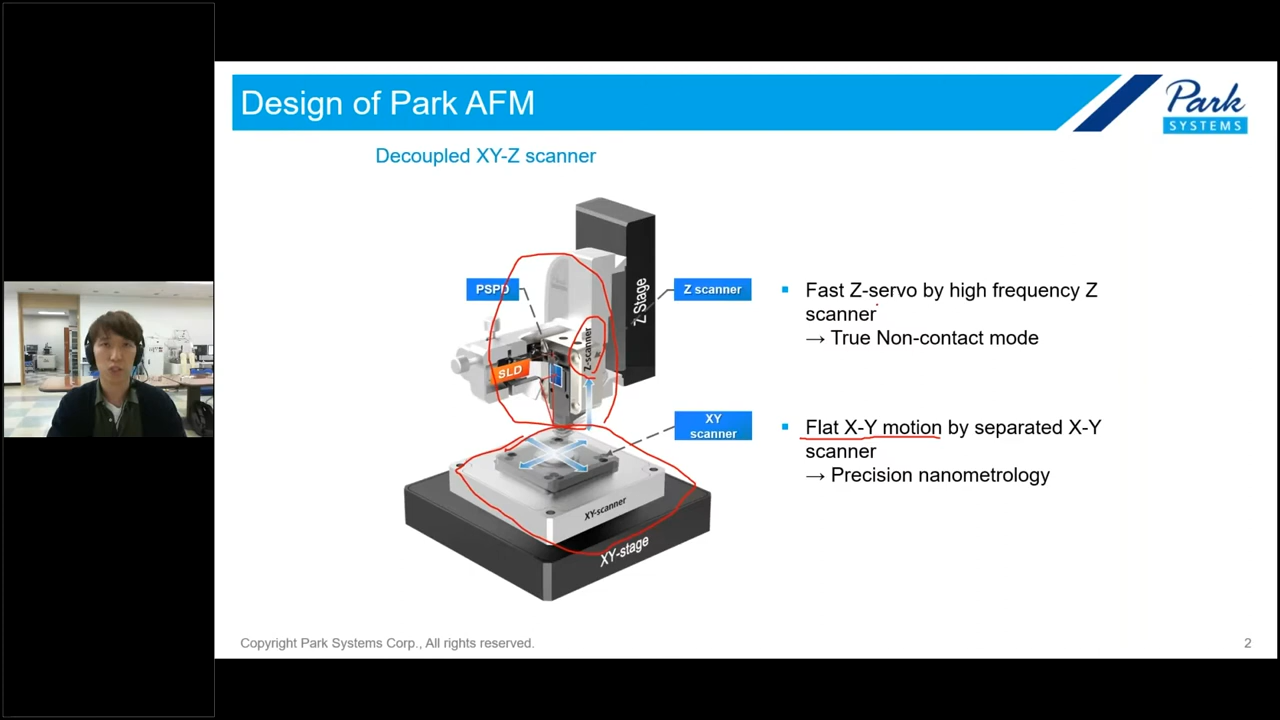 Design of Park AFM
Park
SYSTEMS
Decoupled XY-Z scanner
PSPD
Z scanner
Z Stage
Z-scanner
SLD
XY
scanner
XY-scanner
XY-stage
Fast Z-servo by high frequency Z
scanner
→ True Non-contact mode
Flat X-Y motion by separated X-Y
scanner
→ Precision nanometrology
Copyright Park Systems Corp., All rights reserved.
2